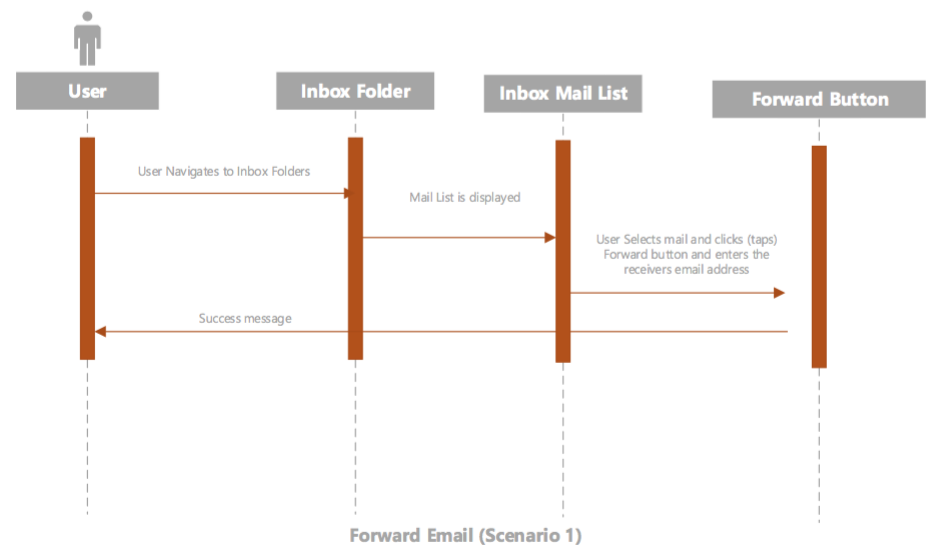 User
Inbox Folder
Inbox Mail List
Forward Button
User Navigates to Inbox Folders
Mail List is displayed
User Selects mail and clicks (taps)
Forward button and enters the
receivers email address
Success message
Forward Email (Scenario 1)